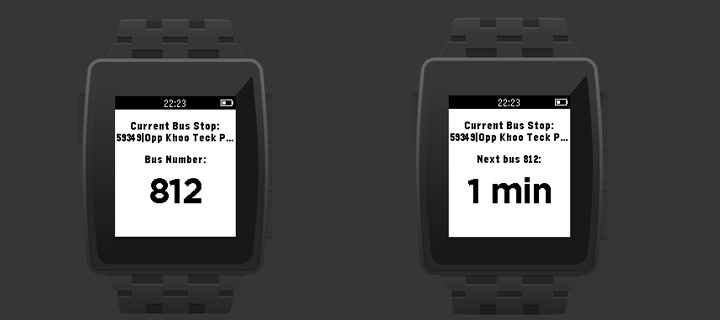 22:23
Current Bus Stop:
59349|Opp Khoo Teck P...
Bus Number:
812
22:23
Current Bus Stop:
59349|Opp Khoo Teck P...
Next bus 812:
1 min